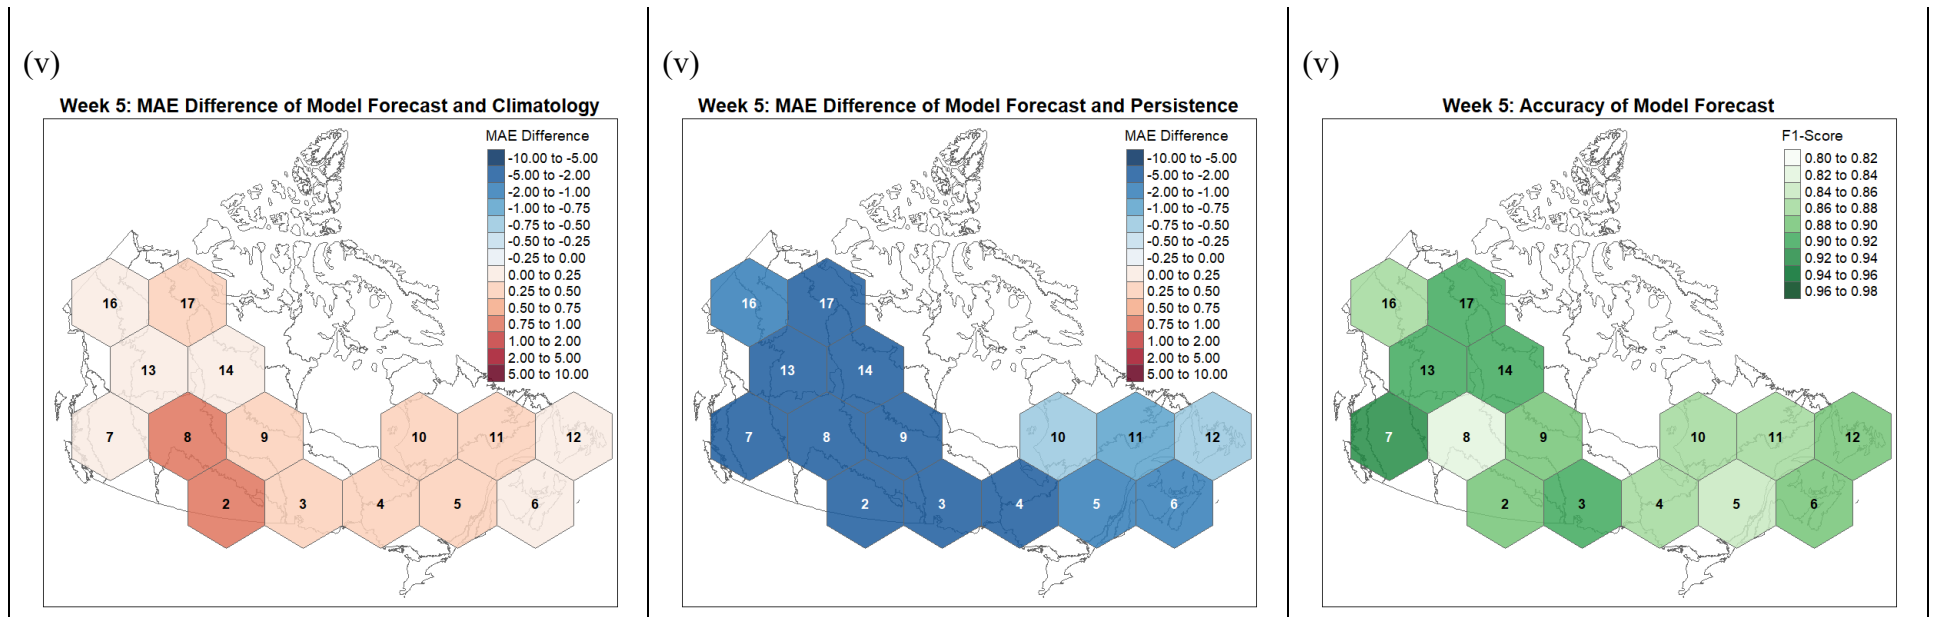 (v)
Week 5: MAE Difference of Model Forecast and Climatology
MAE Difference
-10.00 to -5.00
-5.00 to -2.00
-2.00 to -1.00
-1.00 to -0.75
-0.75 to -0.50
-0.50 to -0.25
-0.25 to 0.00
0.00 to 0.25
0.25 to 0.50
0.50 to 0.75
0.75 to 1.00
1.00 to 2.00
2.00 to 5.00
5.00 to 10.00
16 17
13 14
7 8 9 10 11 12
2 3 4 5 6
(v)
Week 5: MAE Difference of Model Forecast and Persistence
MAE Difference
-10.00 to -5.00
-5.00 to -2.00
-2.00 to -1.00
-1.00 to -0.75
-0.75 to -0.50
-0.50 to -0.25
-0.25 to 0.00
0.00 to 0.25
0.25 to 0.50
0.50 to 0.75
0.75 to 1.00
1.00 to 2.00
2.00 to 5.00
5.00 to 10.00
16 17
13 14
7 8 9 10 11 12
2 3 4 5 6
(v)
Week 5: Accuracy of Model Forecast
F1-Score
0.80 to 0.82
0.82 to 0.84
0.84 to 0.86
0.86 to 0.88
0.88 to 0.90
0.90 to 0.92
0.92 to 0.94
0.94 to 0.96
0.96 to 0.98
16 17
13 14
7 8 9 10 11 12
2 3 4 5 6